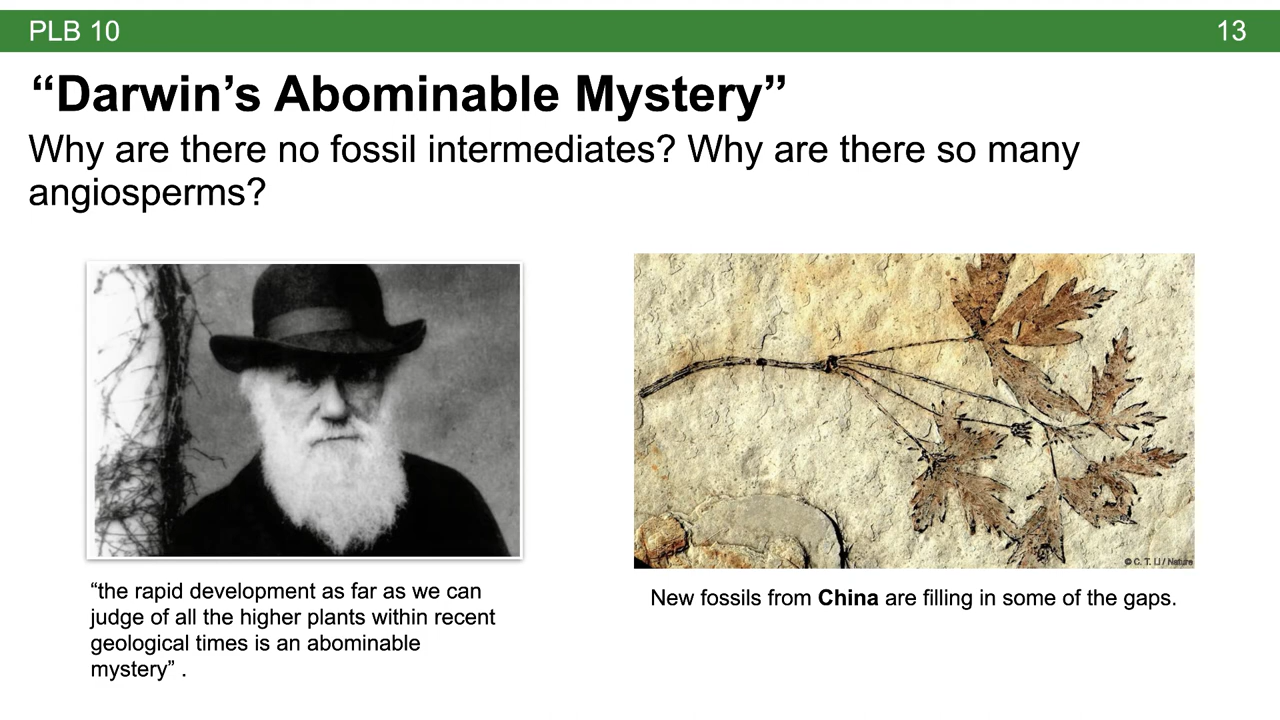 PLB 10
13
“Darwin’s Abominable Mystery”
Why are there no fossil intermediates? Why are there so many
angiosperms?
© C. T. LI / Nature
“the rapid development as far as we can
judge of all the higher plants within recent
geological times is an abominable
mystery” .
New fossils from China are filling in some of the gaps.